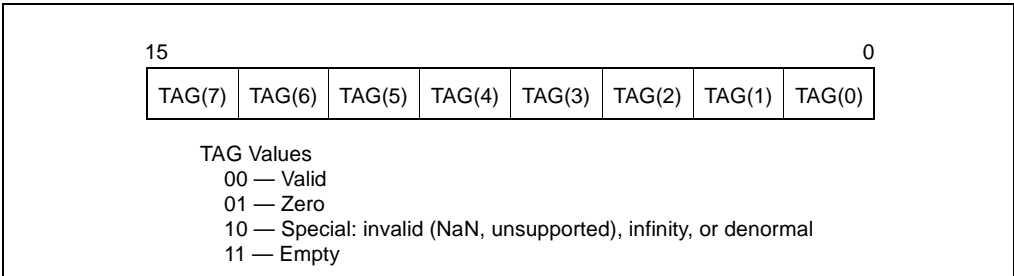 15 0
TAG(7) TAG(6) TAG(5) TAG(4) TAG(3) TAG(2) TAG(1) TAG(0)
TAG Values
00 — Valid
01 — Zero
10 — Special: invalid (NaN, unsupported), infinity, or denormal
11 — Empty